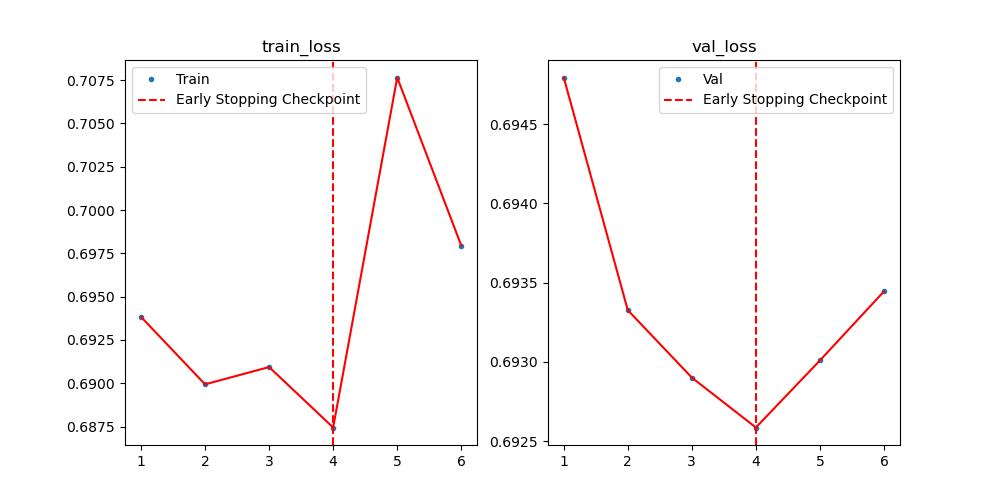 train_loss
Train
Early Stopping Checkpoint
0.7075
0.7050
0.7025
0.7000
0.6975
0.6950
0.6925
0.6900
0.6875
1 2 3 4 5 6
val_loss
Val
Early Stopping Checkpoint
0.6945
0.6940
0.6935
0.6930
0.6925
1 2 3 4 5 6